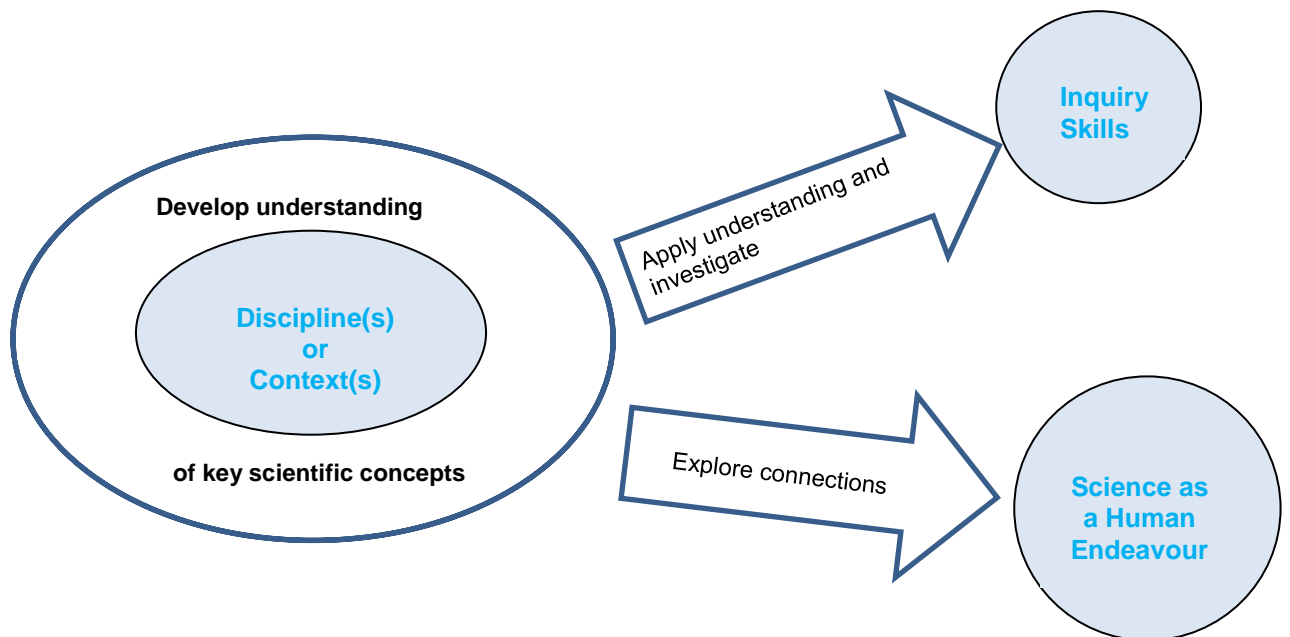 Develop understanding
Discipline(s)
or
Context(s)
of key scientific concepts
Apply understanding and
investigate
Inquiry
Skills
Explore connections
Science as
a Human
Endeavour